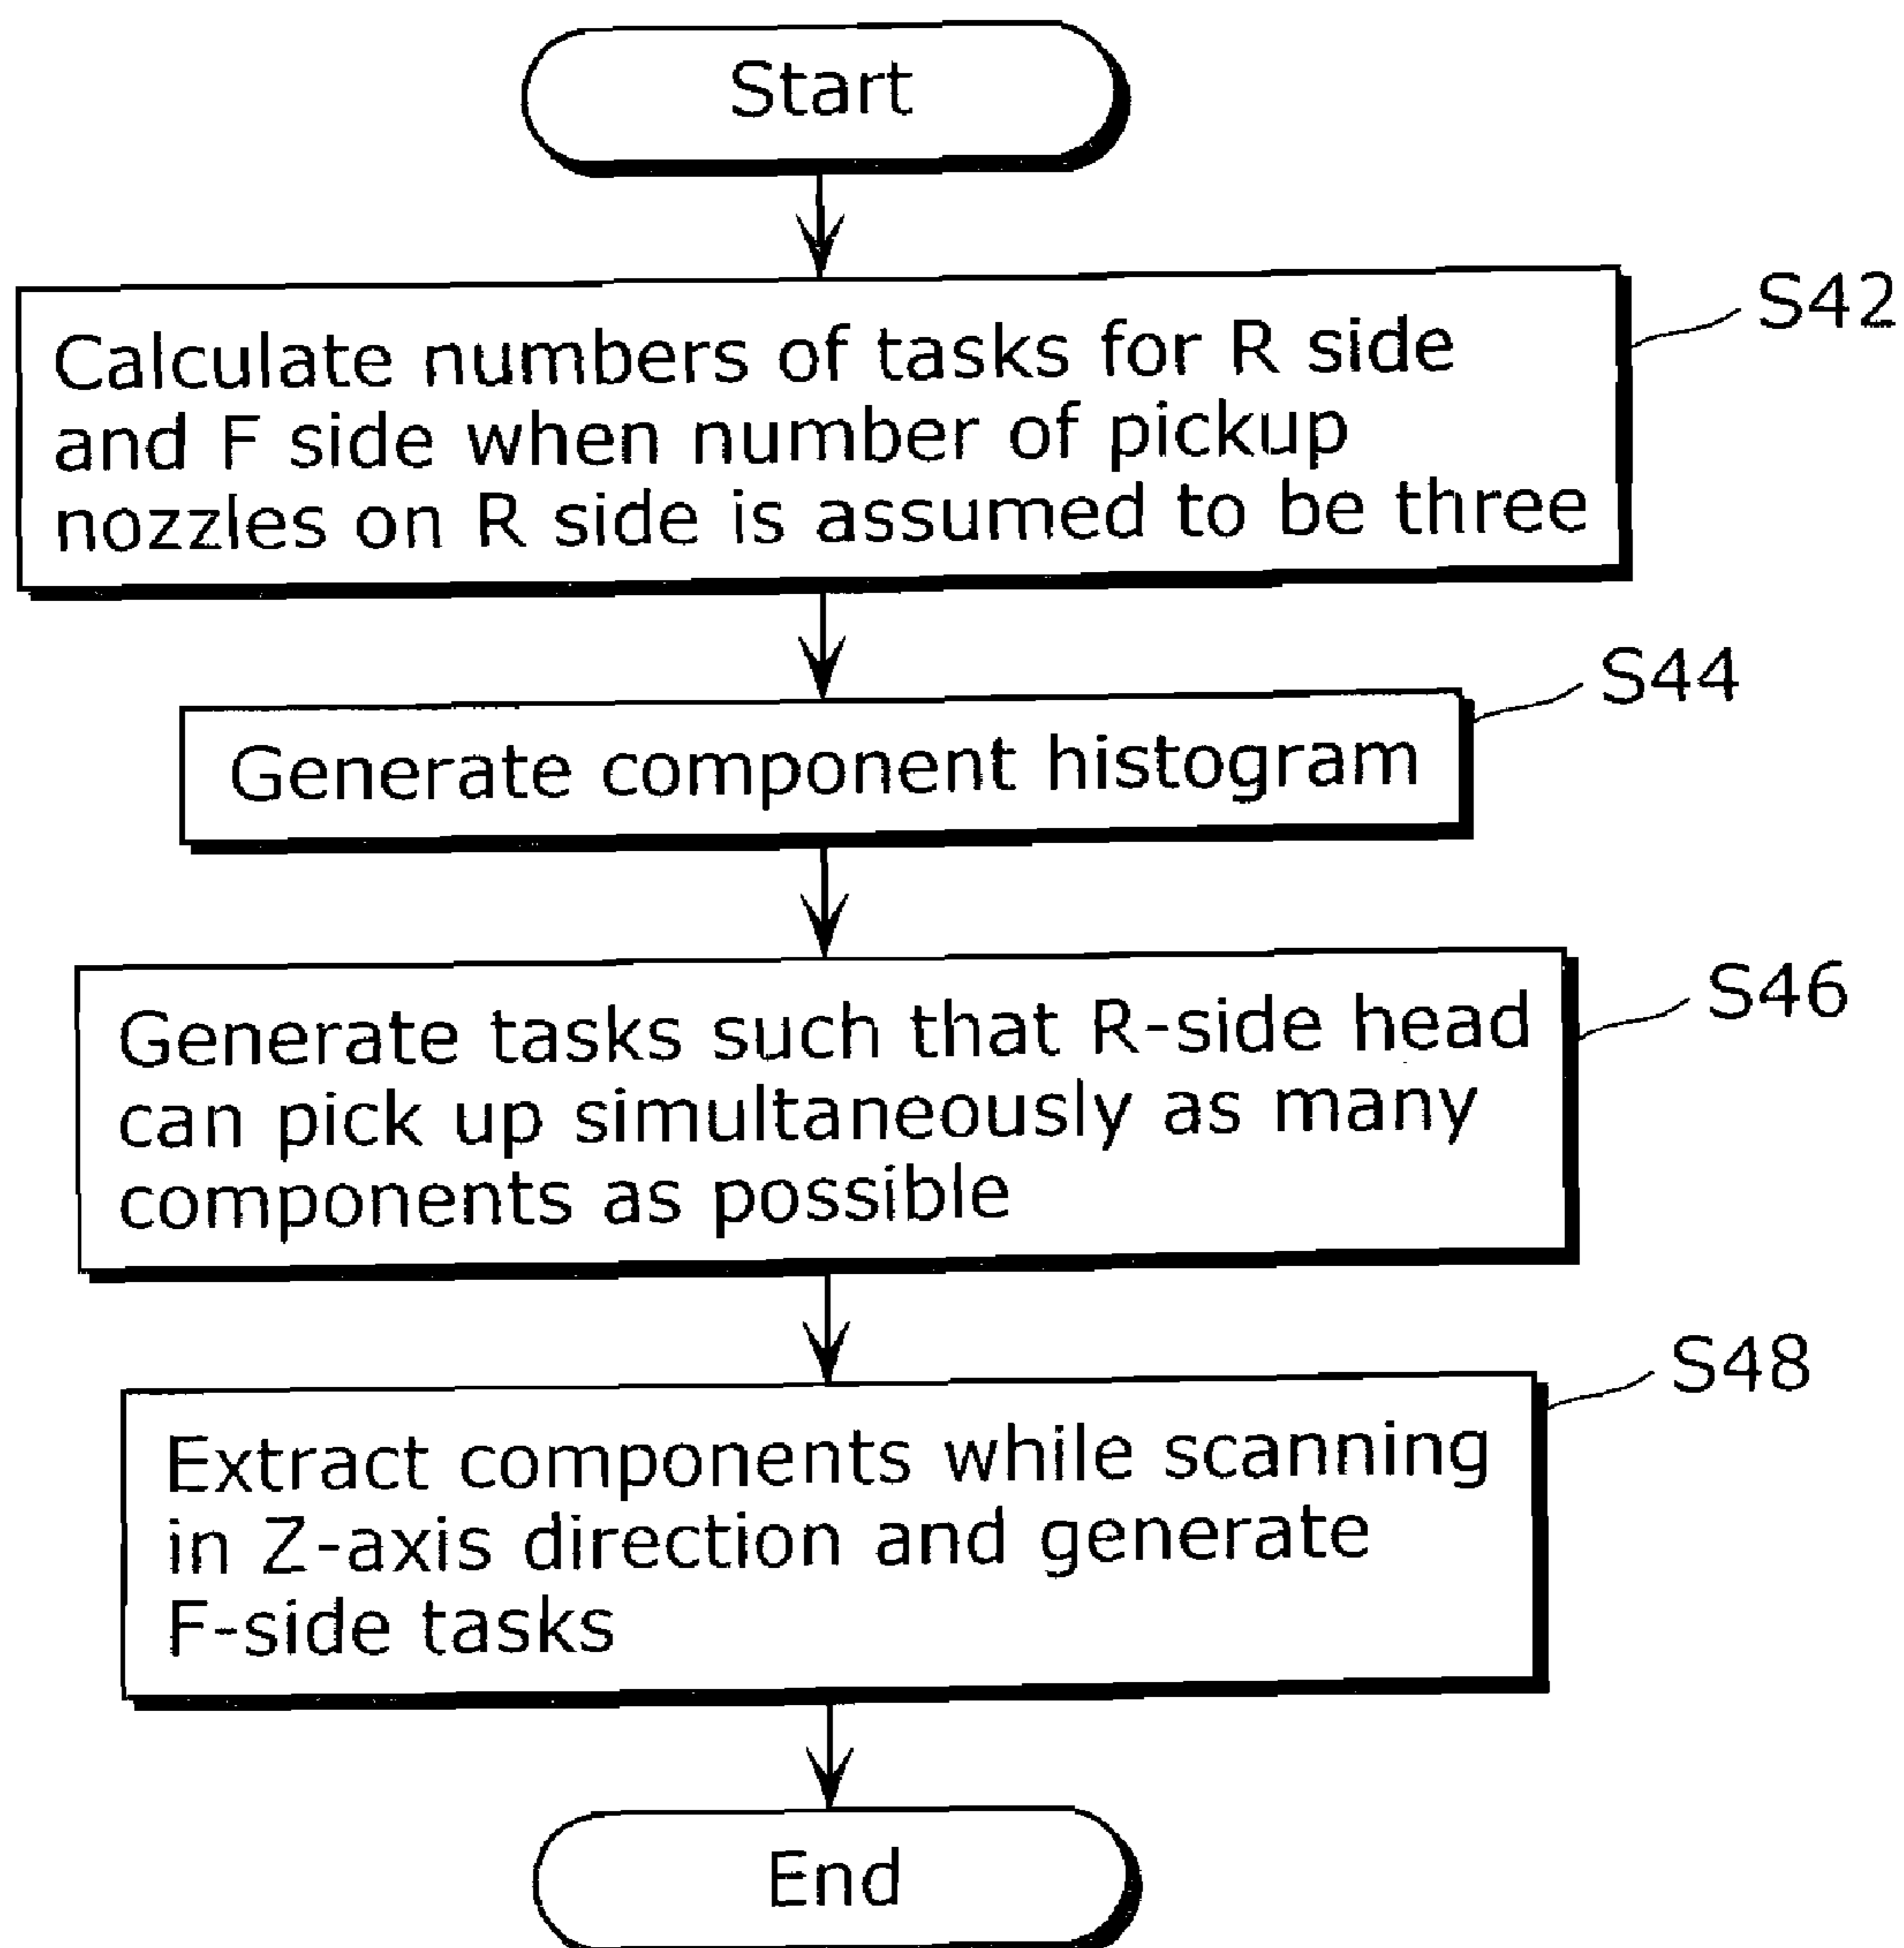 Start
S42
Calculate numbers of tasks for R side
and F side when number of pickup
nozzles on R side is assumed to be three
S44
Generate component histogram
S46
Generate tasks such that R-side head
can pick up simultaneously as many
components as possible
S48
Extract components while scanning
in Z-axis direction and generate
F-side tasks
End